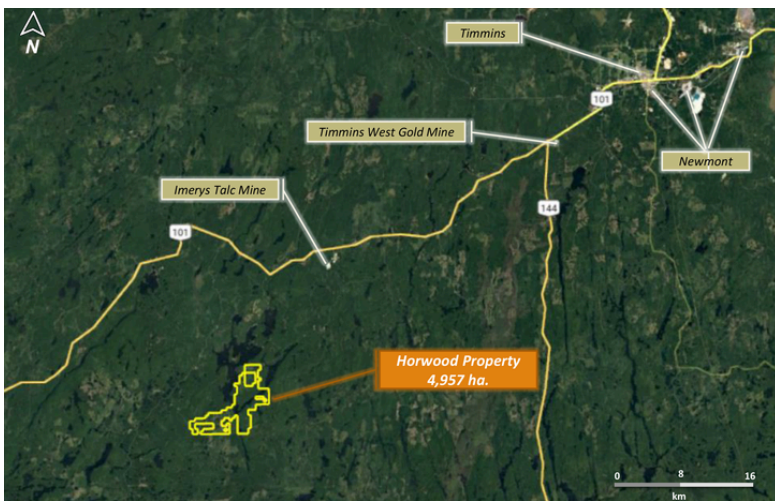 N
Timmins
101
Timmins West Gold Mine
Newmont
Imerys Talc Mine
144
101
Horwood Property
4,957 ha.
0 8 16
km